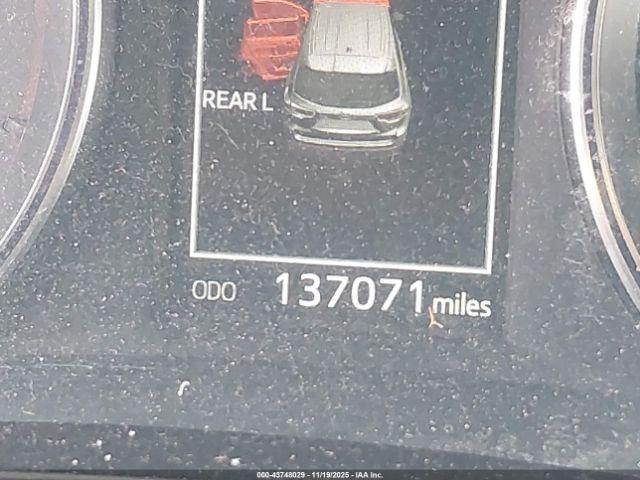 REAR L
ODO 137071 miles
000-43748029 - 11/19/2025 - IAA Inc.